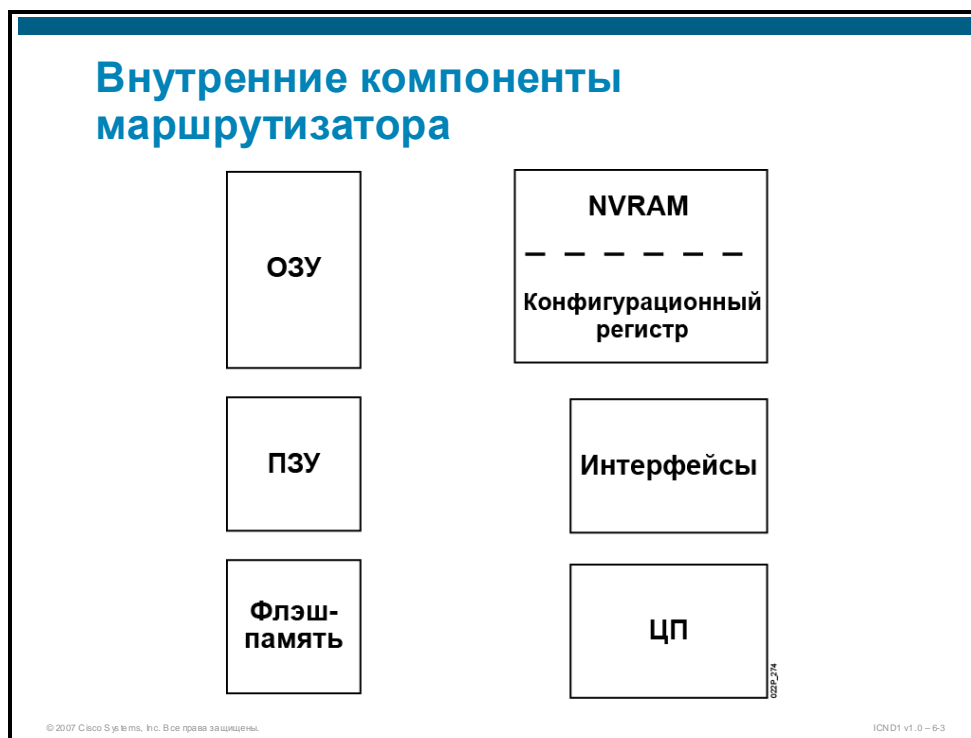 Внутренние компоненты
маршрутизатора
ОЗУ
NVRAM
Конфигурационный
регистр
ПЗУ
Интерфейсы
Флэш-
память
ЦП
022P_274
© 2007 Cisco Systems, Inc. Все права защищены.
ICND1 v1.0 – 6-3